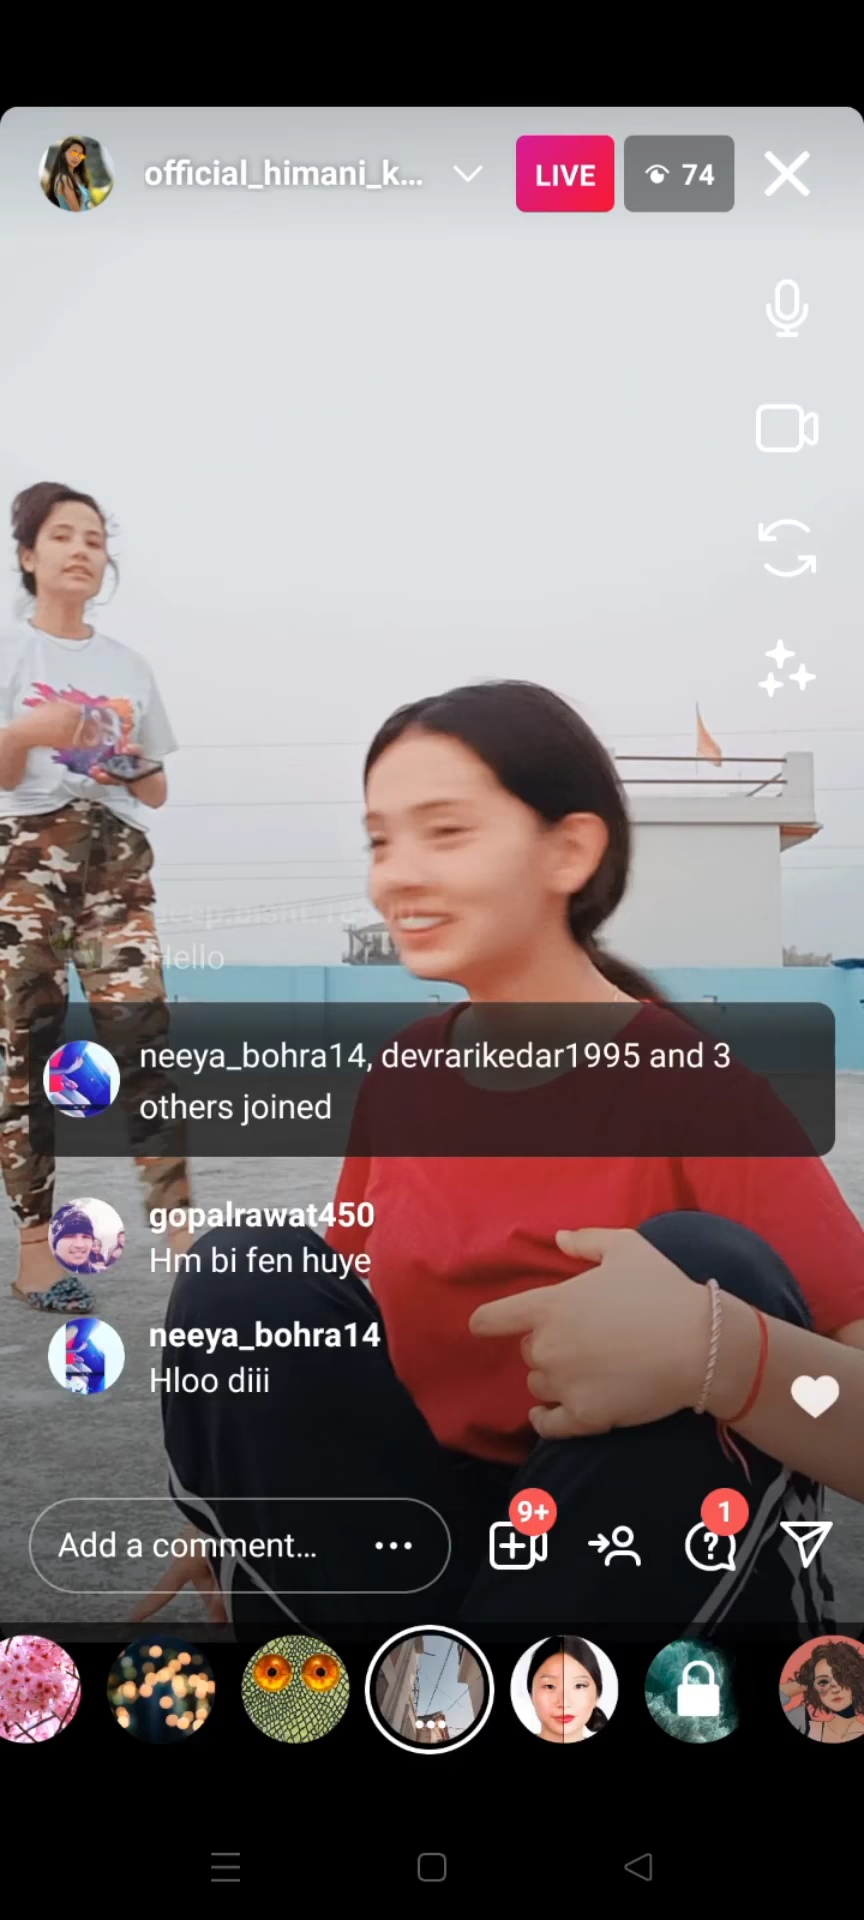 official_himani_k...
LIVE
74
Hello
neeya_bohra14, devrarikedar1995 and 3
others joined
gopalrawat450
Hm bi fen huye
neeya_bohra14
Hloo diii
Add a comment...
9+
1